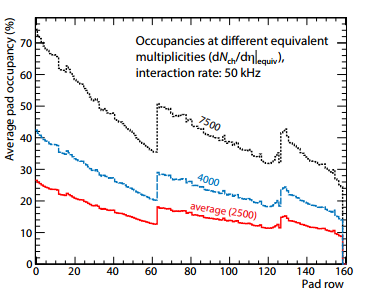 Occupancies at different equivalent
multiplicities (dNch/dη|equiv),
interaction rate: 50 kHz
Average pad occupancy (%)
70
60
50
40
30
20
10
0
7500
4000
average (2500)
0 20 40 60 80 100 120 140 160
Pad row